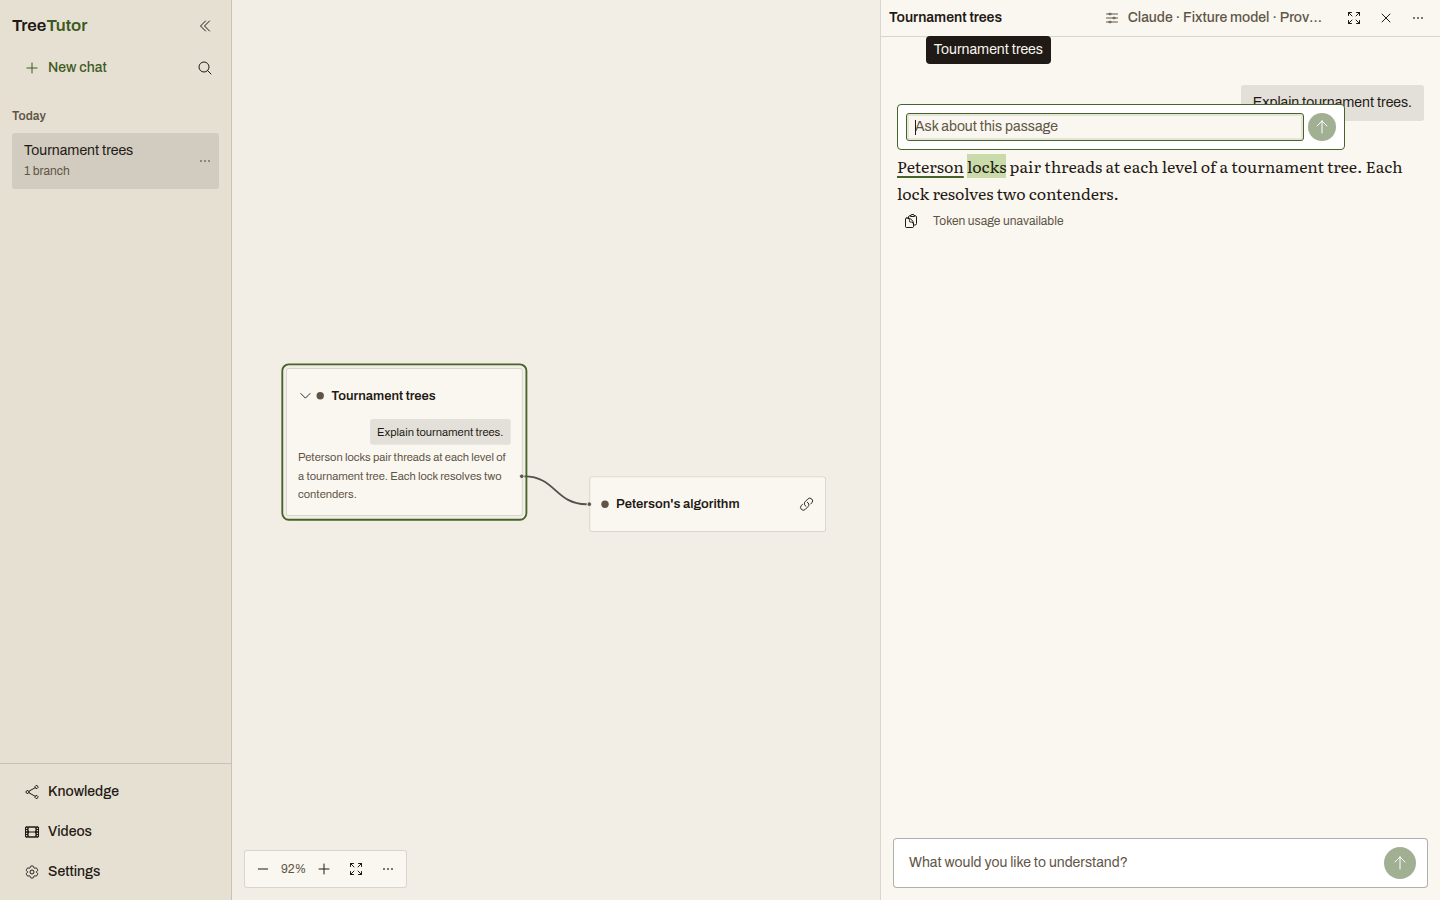 TreeTutor
New chat
Today
Tournament trees
1 branch
Knowledge
Videos
Settings
Tournament trees
Explain tournament trees.
Peterson locks pair threads at each level of
a tournament tree. Each lock resolves two
contenders.
Peterson's algorithm
92%
Tournament trees
Claude · Fixture model · Prov...
Tournament trees
Explain tournament trees.
Ask about this passage
Peterson locks pair threads at each level of a tournament tree. Each
lock resolves two contenders.
Token usage unavailable
What would you like to understand?